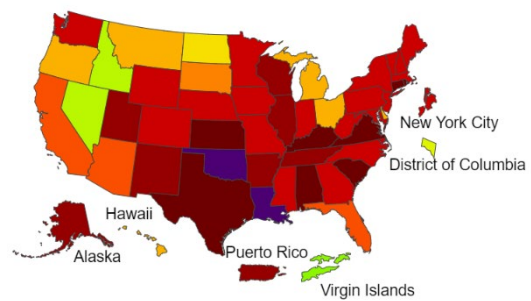 New York City
District of Columbia
Hawaii
Alaska
Puerto Rico
Virgin Islands